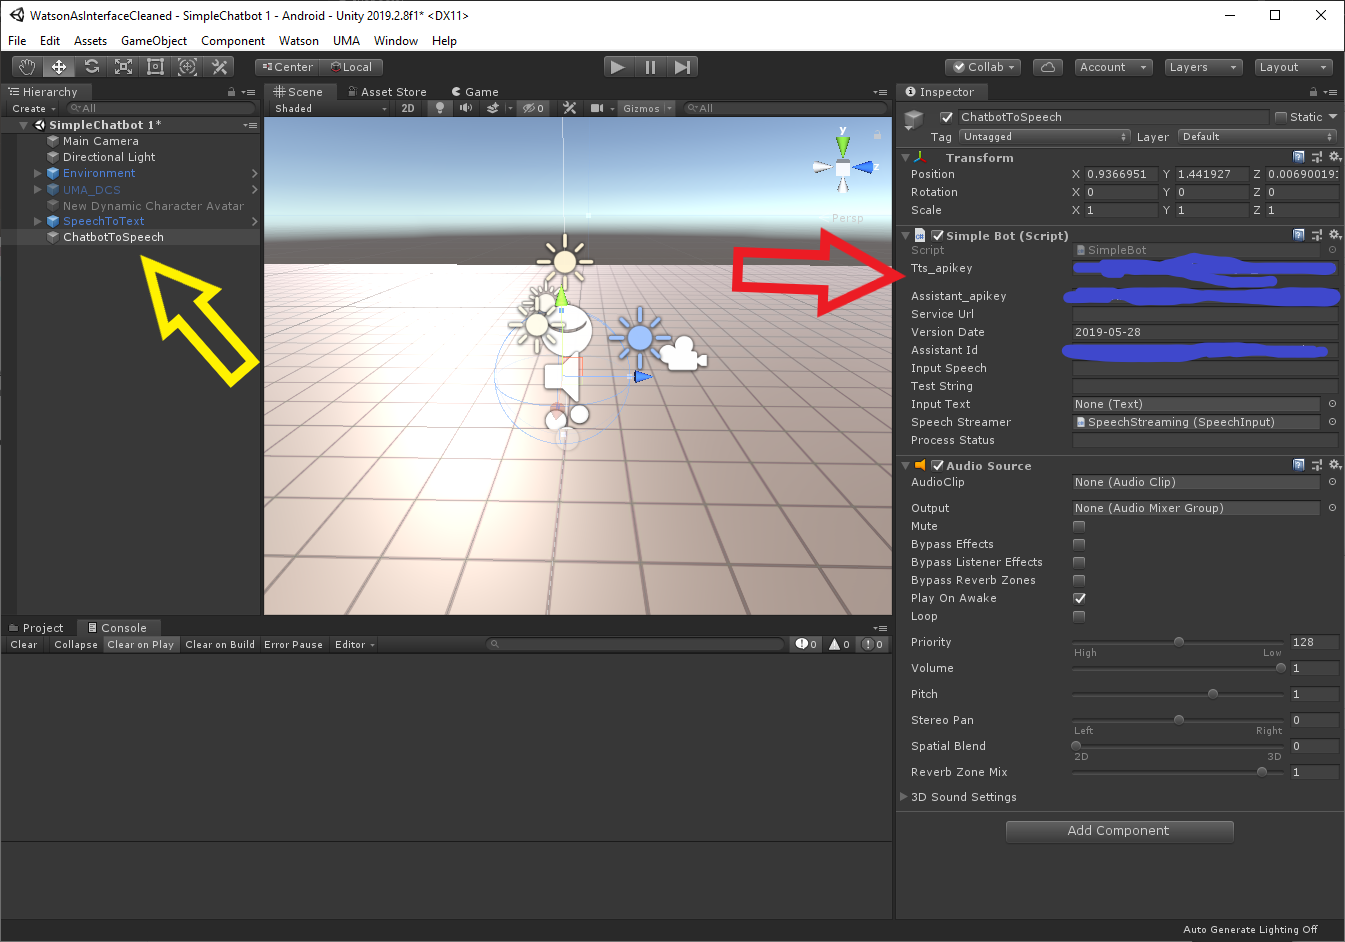 WatsonAsInterfaceCleaned - SimpleChatbot 1 - Android - Unity 2019.2.8f1* <DX11>
File Edit Assets GameObject Component Watson UMA Window Help
Center Local Collab Account Layers Layout
Hierarchy
Create All
SimpleChatbot 1*
Main Camera
Directional Light
Environment
UMA_DCS
New Dynamic Character Avatar
SpeechToText
ChatbotToSpeech
Scene Asset Store Game
Shaded 2D 0 Gizmos All
y
z
Persp
Project Console
Clear Collapse Clear on Play Clear on Build Error Pause Editor 0 0 0
Inspector
ChatbotToSpeech Static
Tag Untagged Layer Default
Transform
Position X 0.9366951 Y 1.441927 Z 0.00690019
Rotation X 0 Y 0 Z 0
Scale X 1 Y 1 Z 1
Simple Bot (Script)
Script SimpleBot
Tts_apikey
Assistant_apikey
Service Url
Version Date 2019-05-28
Assistant Id
Input Speech
Test String
Input Text None (Text)
Speech Streamer SpeechStreaming (SpeechInput)
Process Status
Audio Source
AudioClip None (Audio Clip)
Output None (Audio Mixer Group)
Mute
Bypass Effects
Bypass Listener Effects
Bypass Reverb Zones
Play On Awake
Loop
Priority 128
High Low
Volume 1
Pitch 1
Stereo Pan 0
Left Right
Spatial Blend 0
2D 3D
Reverb Zone Mix 1
3D Sound Settings
Add Component
Auto Generate Lighting Off